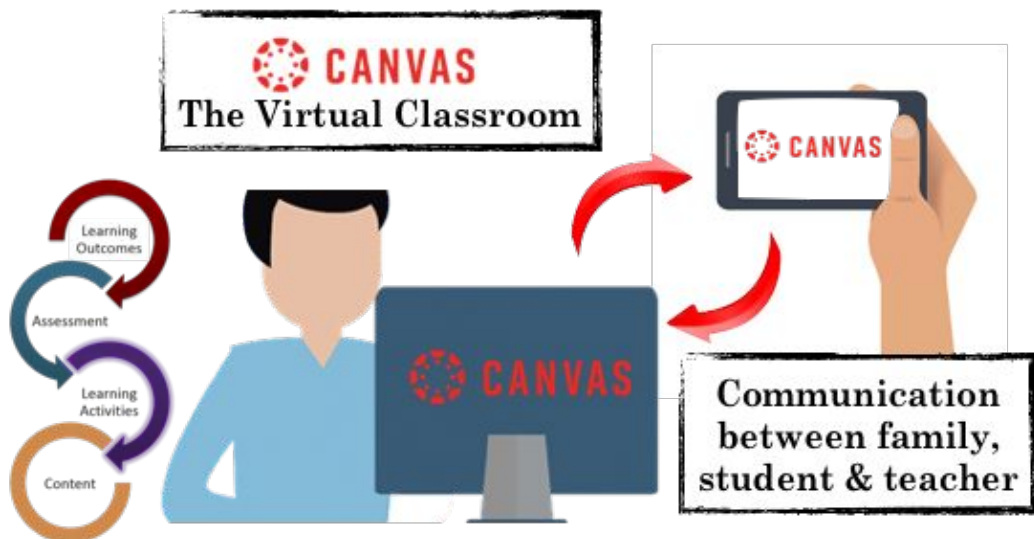 CANVAS
The Virtual Classroom
CANVAS
Learning
Outcomes
Assessment
Learning
Activities
Content
CANVAS
Communication
between family,
student & teacher